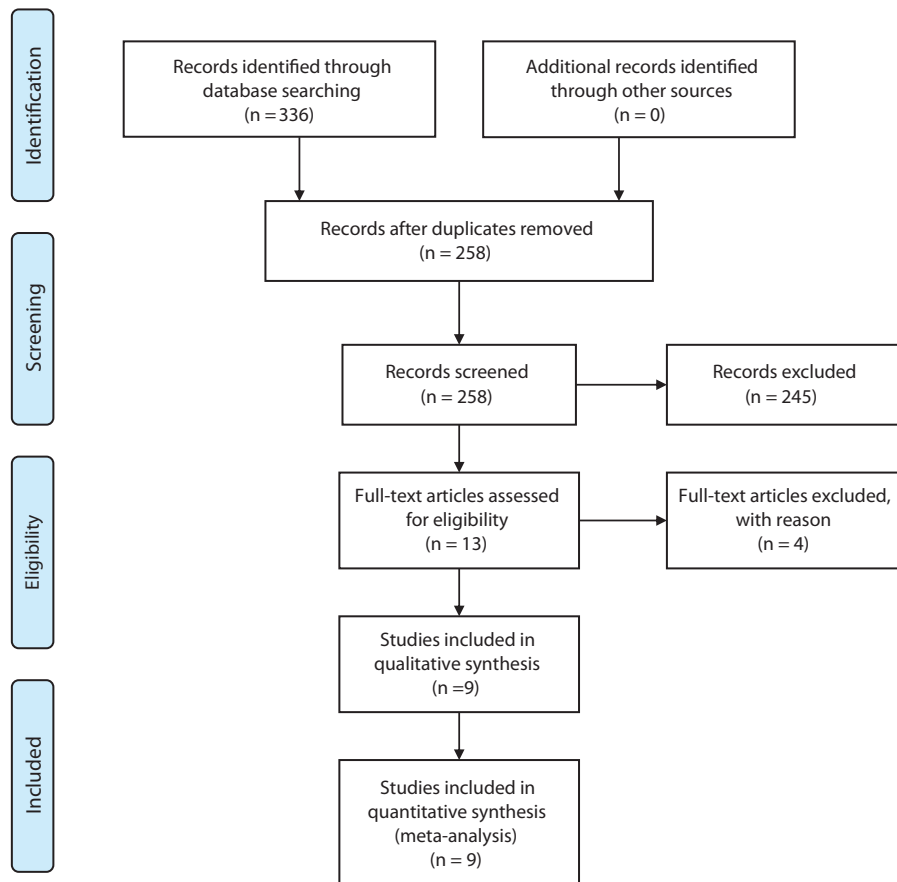 Identification
Records identified through
database searching
(n = 336)
Additional records identified
through other sources
(n = 0)
Records after duplicates removed
(n = 258)
Screening
Records screened
(n = 258)
Records excluded
(n = 245)
Eligibility
Full-text articles assessed
for eligibility
(n = 13)
Full-text articles excluded,
with reason
(n = 4)
Studies included in
qualitative synthesis
(n =9)
Included
Studies included in
quantitative synthesis
(meta-analysis)
(n = 9)